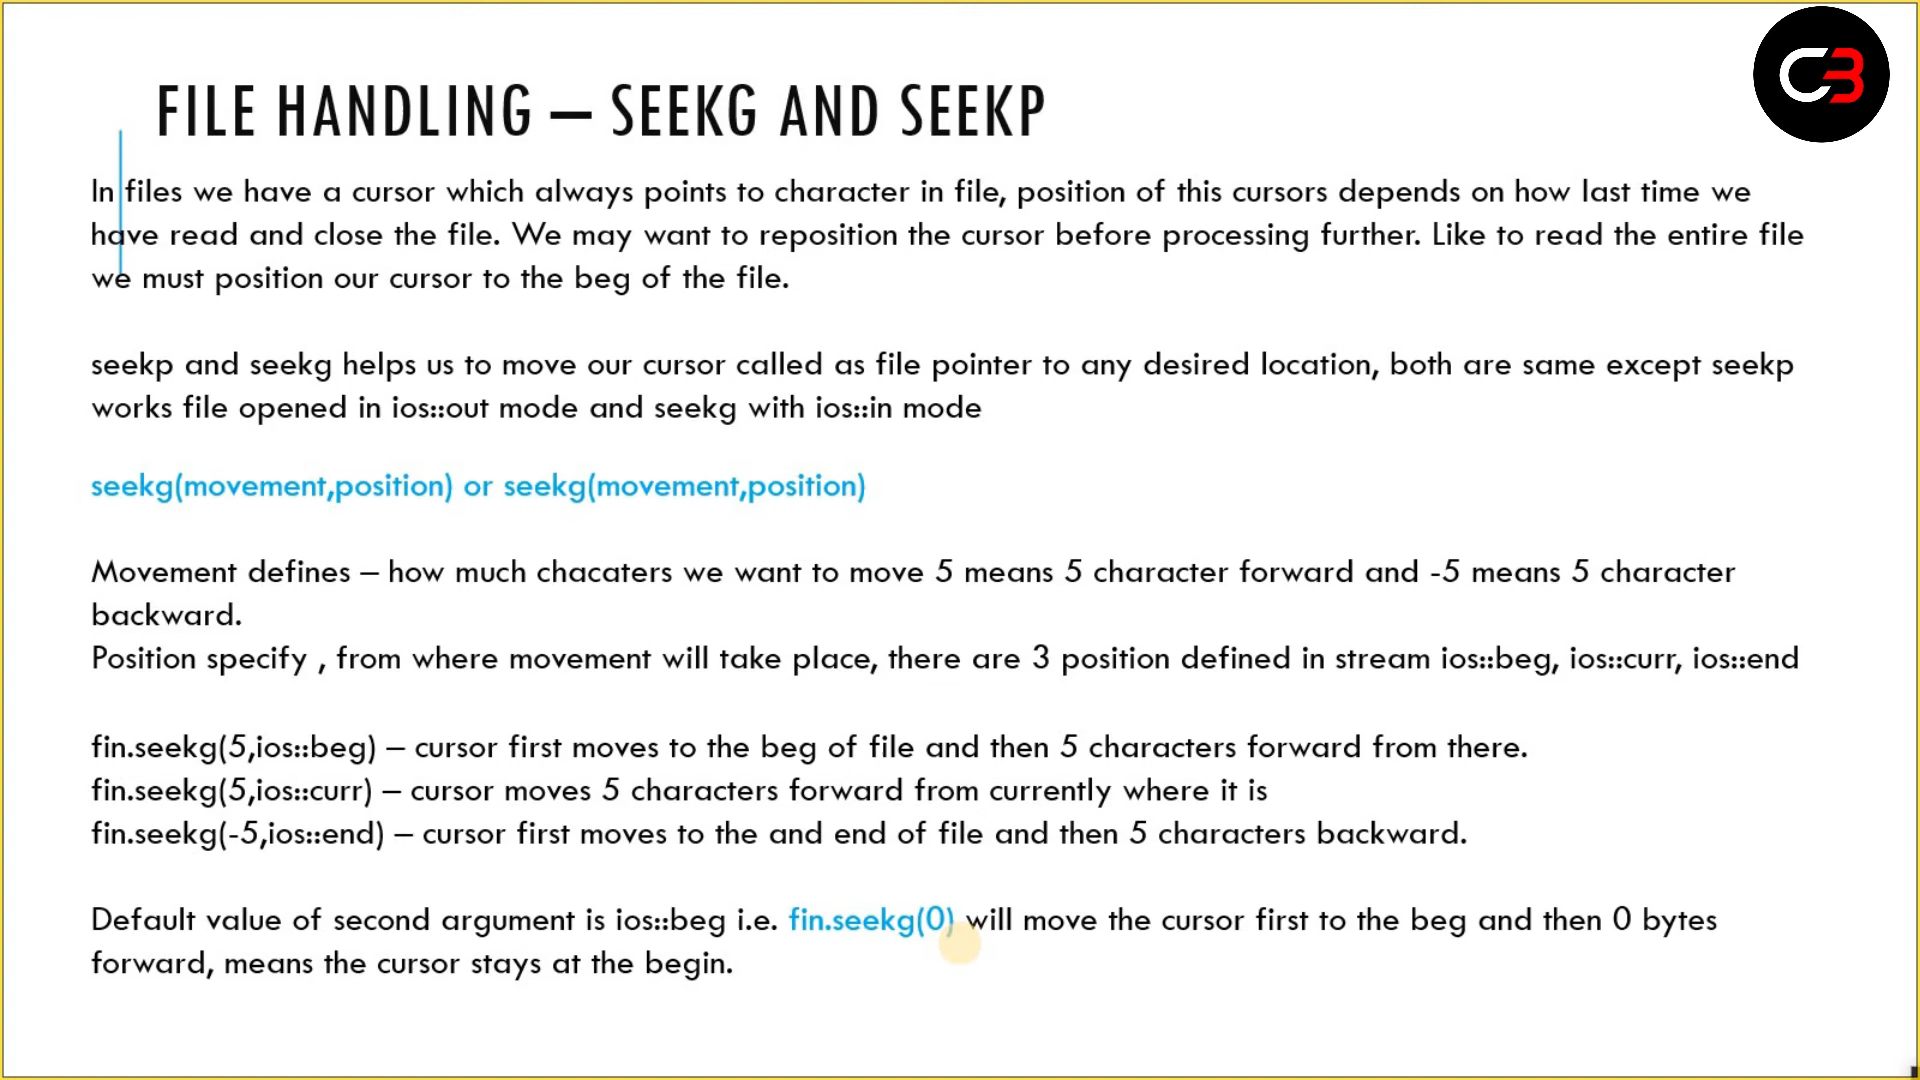 FILE HANDLING – SEEKG AND SEEKP
C3
In files we have a cursor which always points to character in file, position of this cursors depends on how last time we
have read and close the file. We may want to reposition the cursor before processing further. Like to read the entire file
we must position our cursor to the beg of the file.
seekp and seekg helps us to move our cursor called as file pointer to any desired location, both are same except seekp
works file opened in ios::out mode and seekg with ios::in mode
seekg(movement,position) or seekg(movement,position)
Movement defines – how much chacaters we want to move 5 means 5 character forward and -5 means 5 character
backward.
Position specify , from where movement will take place, there are 3 position defined in stream ios::beg, ios::curr, ios::end
fin.seekg(5,ios::beg) – cursor first moves to the beg of file and then 5 characters forward from there.
fin.seekg(5,ios::curr) – cursor moves 5 characters forward from currently where it is
fin.seekg(-5,ios::end) – cursor first moves to the and end of file and then 5 characters backward.
Default value of second argument is ios::beg i.e. fin.seekg(0) will move the cursor first to the beg and then 0 bytes
forward, means the cursor stays at the begin.